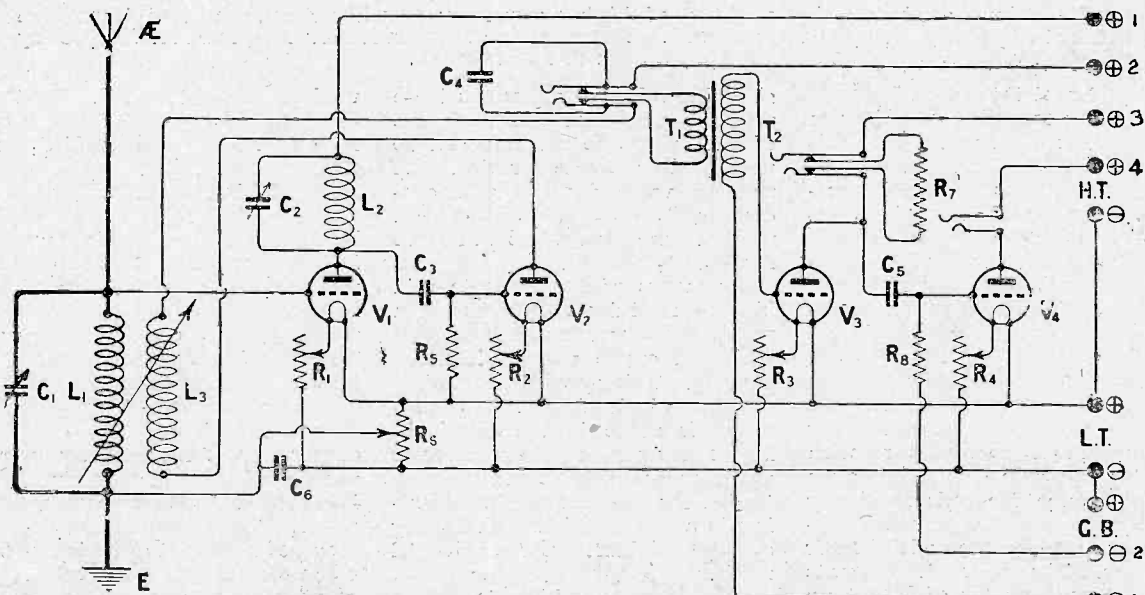 Æ
⊕ 1
C4
⊕ 2
T1 T2
⊕ 3
⊕ 4
R7
H.T.
C2 L2
⊖
C3
C5
V1 V2 V3 V4
C1 L1 L3
R1 R5 R2 R3 R8 R4
⊕
R5
L.T.
C6
⊖
⊕
G.B.
⊖ 2
E